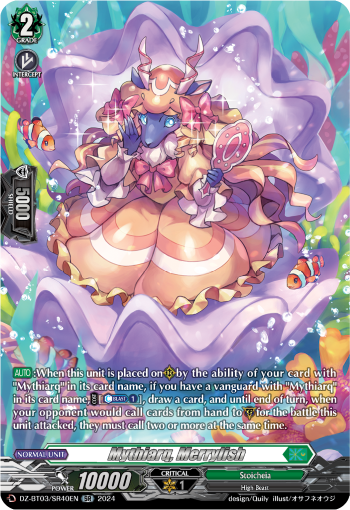 2
GRADE
INTERCEPT
5000
SHIELD
AUTO:When this unit is placed on by the ability of your card with
"Mythiarq" in its card name, if you have a vanguard with "Mythiarq"
in its card name, COST [BLAST 1], draw a card, and until end of turn, when
your opponent would call cards from hand to G for the battle this
unit attacked, they must call two or more at the same time.
NORMAL UNIT
Mythiarq, Merryfish
POWER 10000
CRITICAL
1
Stoicheia
High Beast
DZ-BT03/SR40EN SR 2024
design/Quily illust/オサフネオウジ